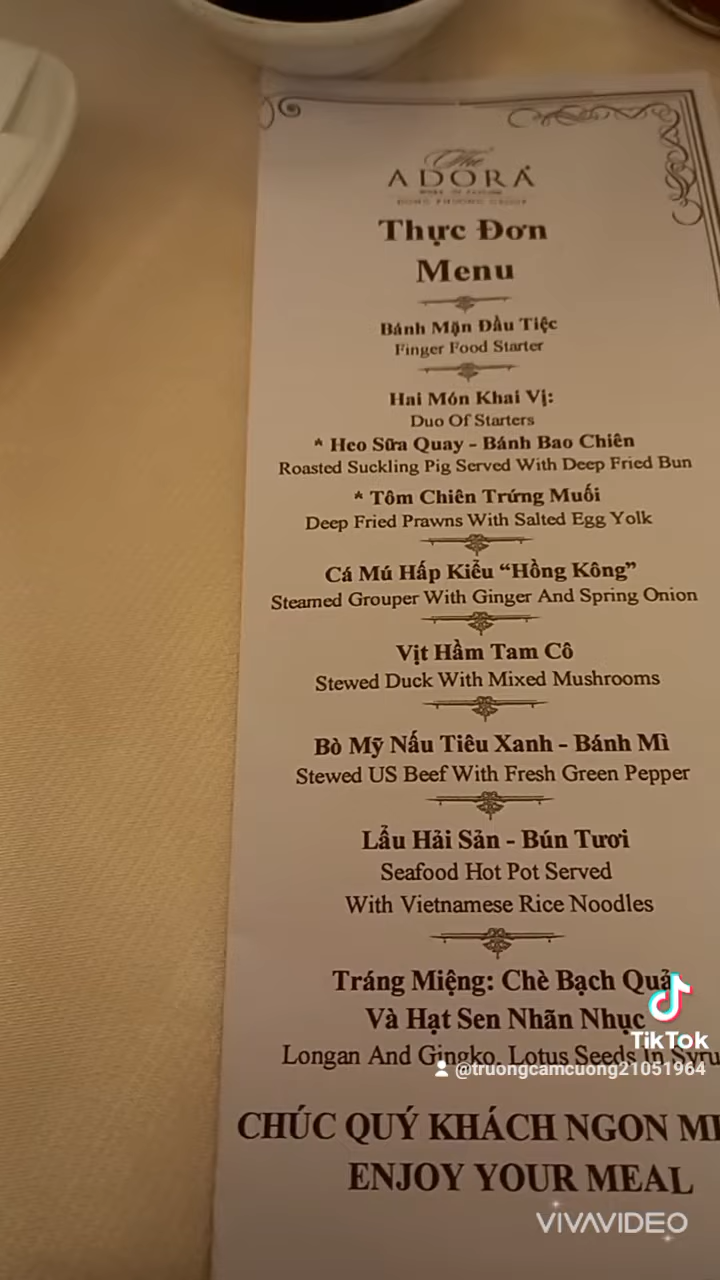 The
ADORA
Thực Đơn
Menu
Bánh Mặn Đầu Tiệc
Finger Food Starter
Hai Món Khai Vị:
Duo Of Starters
* Heo Sữa Quay - Bánh Bao Chiên
Roasted Suckling Pig Served With Deep Fried Bun
* Tôm Chiên Trứng Muối
Deep Fried Prawns With Salted Egg Yolk
Cá Mú Hấp Kiểu “Hồng Kông”
Steamed Grouper With Ginger And Spring Onion
Vịt Hầm Tam Cô
Stewed Duck With Mixed Mushrooms
Bò Mỹ Nấu Tiêu Xanh - Bánh Mì
Stewed US Beef With Fresh Green Pepper
Lẩu Hải Sản - Bún Tươi
Seafood Hot Pot Served
With Vietnamese Rice Noodles
Tráng Miệng: Chè Bạch Quả
Và Hạt Sen Nhãn Nhục
TikTok
Longan And Gingko, Lotus Seeds In
@truongcamcuong21051964
CHÚC QUÝ KHÁCH NGON
ENJOY YOUR MEAL
VIVAVIDEO